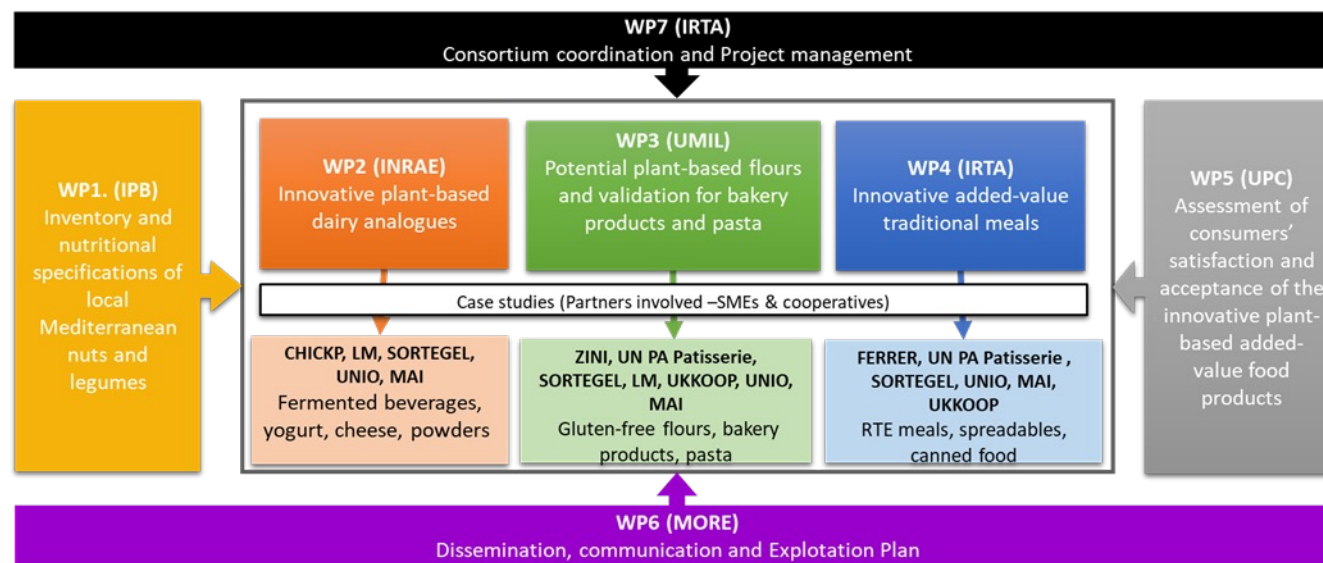 WP7 (IRTA)
Consortium coordination and Project management
WP1. (IPB)
Inventory and
nutritional
specifications of
local
Mediterranean
nuts and
legumes
WP2 (INRAE)
Innovative plant-based
dairy analogues
WP3 (UMIL)
Potential plant-based flours
and validation for bakery
products and pasta
WP4 (IRTA)
Innovative added-value
traditional meals
Case studies (Partners involved –SMEs & cooperatives)
CHICKP, LM, SORTEGEL,
UNIO, MAI
Fermented beverages,
yogurt, cheese, powders
ZINI, UN PA Patisserie,
SORTEGEL, LM, UKKOOP, UNIO,
MAI
Gluten-free flours, bakery
products, pasta
FERRER, UN PA Patisserie ,
SORTEGEL, UNIO, MAI,
UKKOOP
RTE meals, spreadables,
canned food
WP5 (UPC)
Assessment of
consumers’
satisfaction and
acceptance of the
innovative plant-
based added-
value food
products
WP6 (MORE)
Dissemination, communication and Explotation Plan